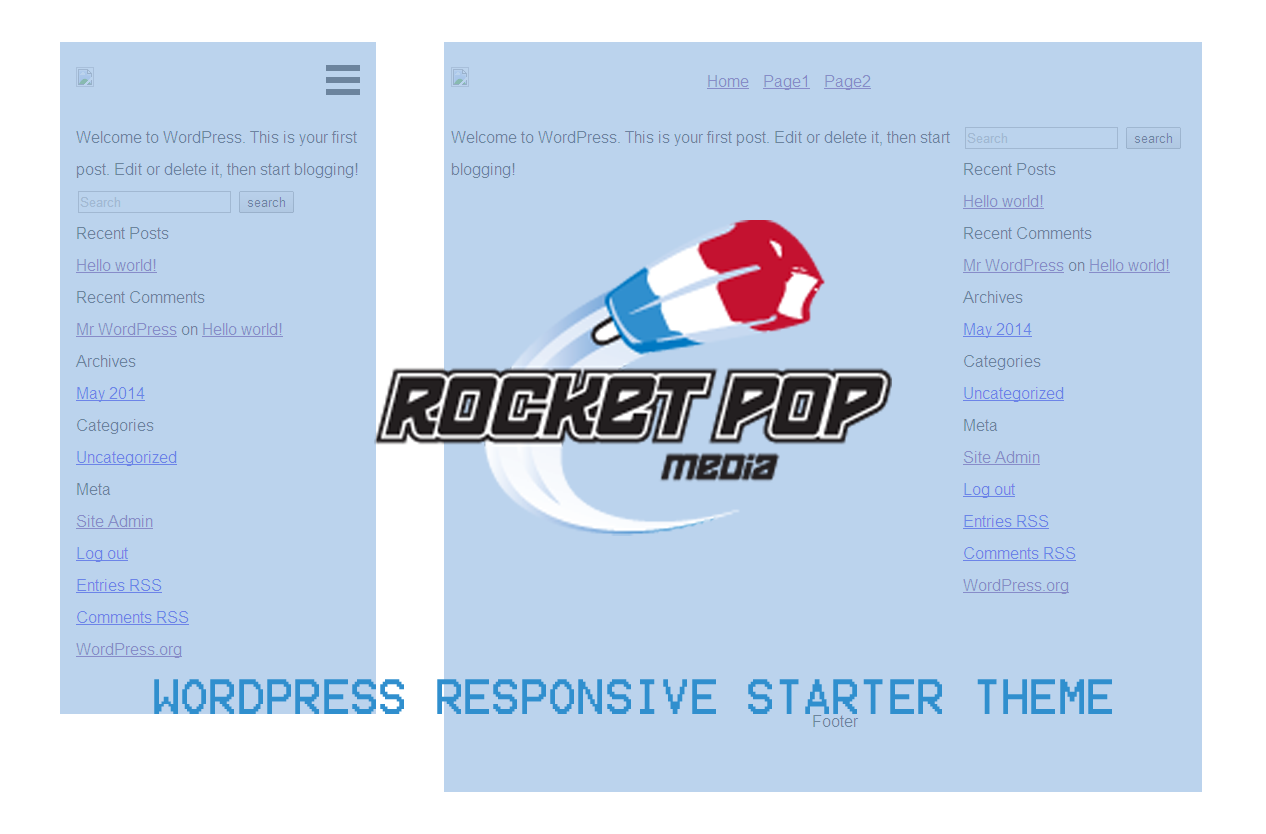 Welcome to WordPress. This is your first
post. Edit or delete it, then start blogging!
Search search
Recent Posts
Hello world!
Recent Comments
Mr WordPress on Hello world!
Archives
May 2014
Categories
Uncategorized
Meta
Site Admin
Log out
Entries RSS
Comments RSS
WordPress.org
Home Page1 Page2
Welcome to WordPress. This is your first post. Edit or delete it, then start
blogging!
Search search
Recent Posts
Hello world!
Recent Comments
Mr WordPress on Hello world!
Archives
May 2014
Categories
Uncategorized
Meta
Site Admin
Log out
Entries RSS
Comments RSS
WordPress.org
ROCKET POP
MEDIA
WORDPRESS RESPONSIVE STARTER THEME
Footer